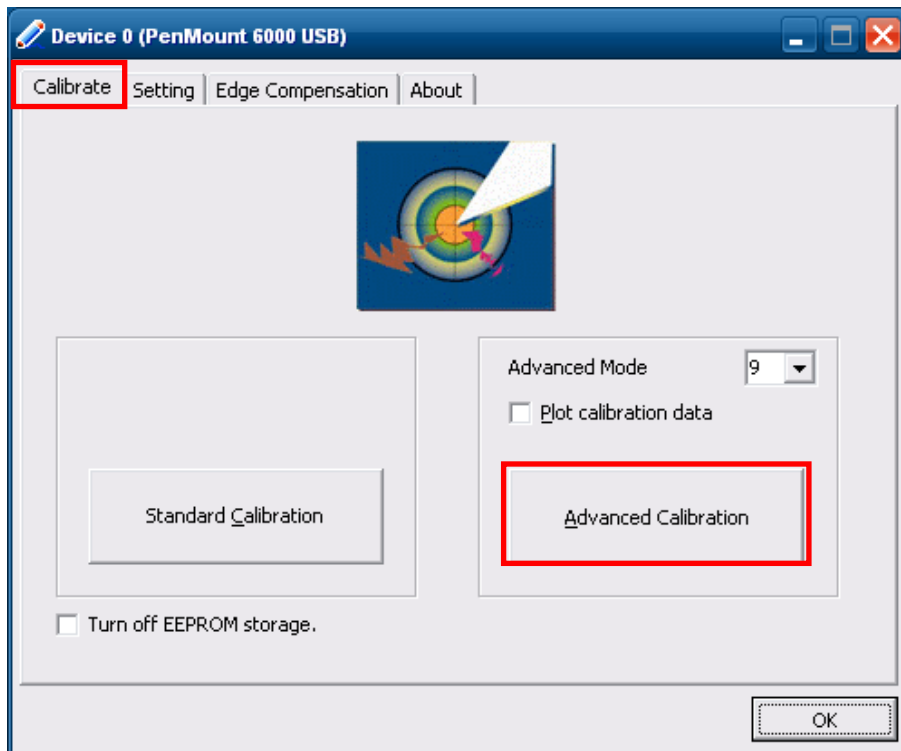 Device 0 (PenMount 6000 USB)
Calibrate Setting Edge Compensation About
Advanced Mode 9
Plot calibration data
Standard Calibration
Advanced Calibration
Turn off EEPROM storage.
OK